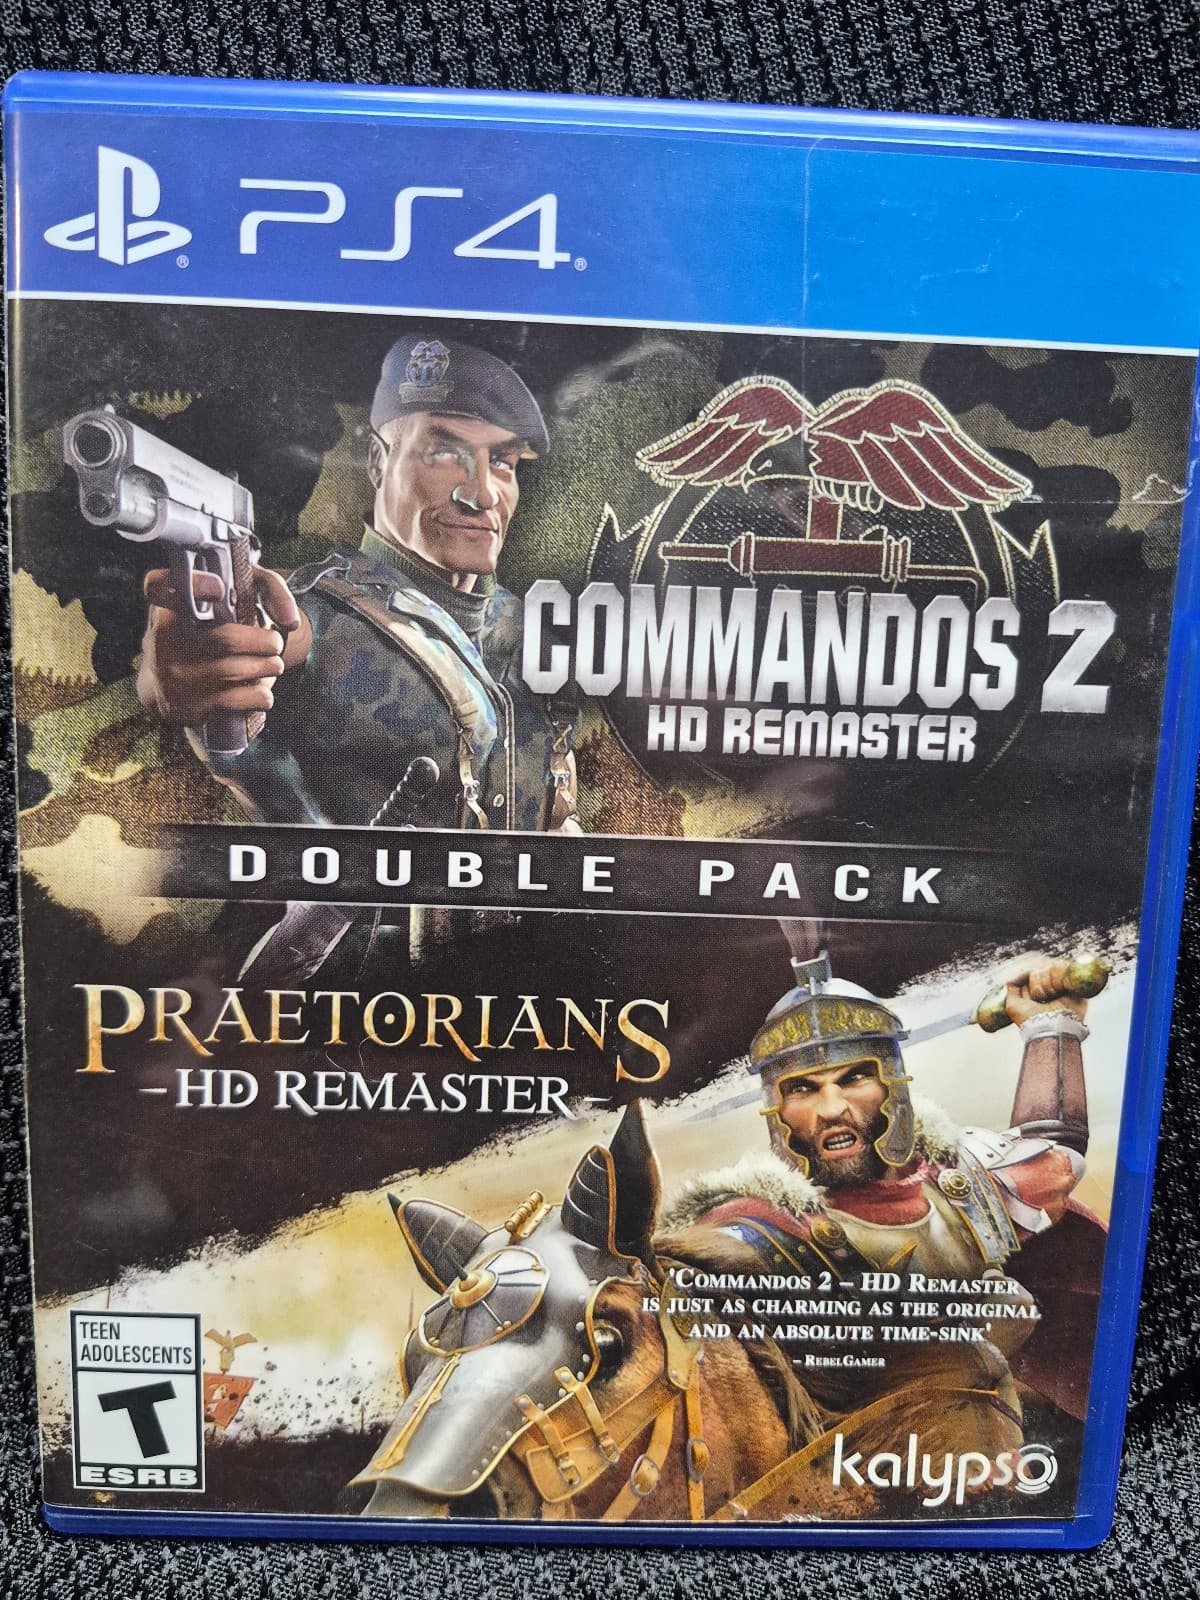 PS4
COMMANDOS 2
HD REMASTER
DOUBLE PACK
PRAETORIANS
- HD REMASTER -
'COMMANDOS 2 – HD REMASTER
IS JUST AS CHARMING AS THE ORIGINAL
AND AN ABSOLUTE TIME-SINK'
– REBELGAMER
TEEN
ADOLESCENTS
T
ESRB
kalypso